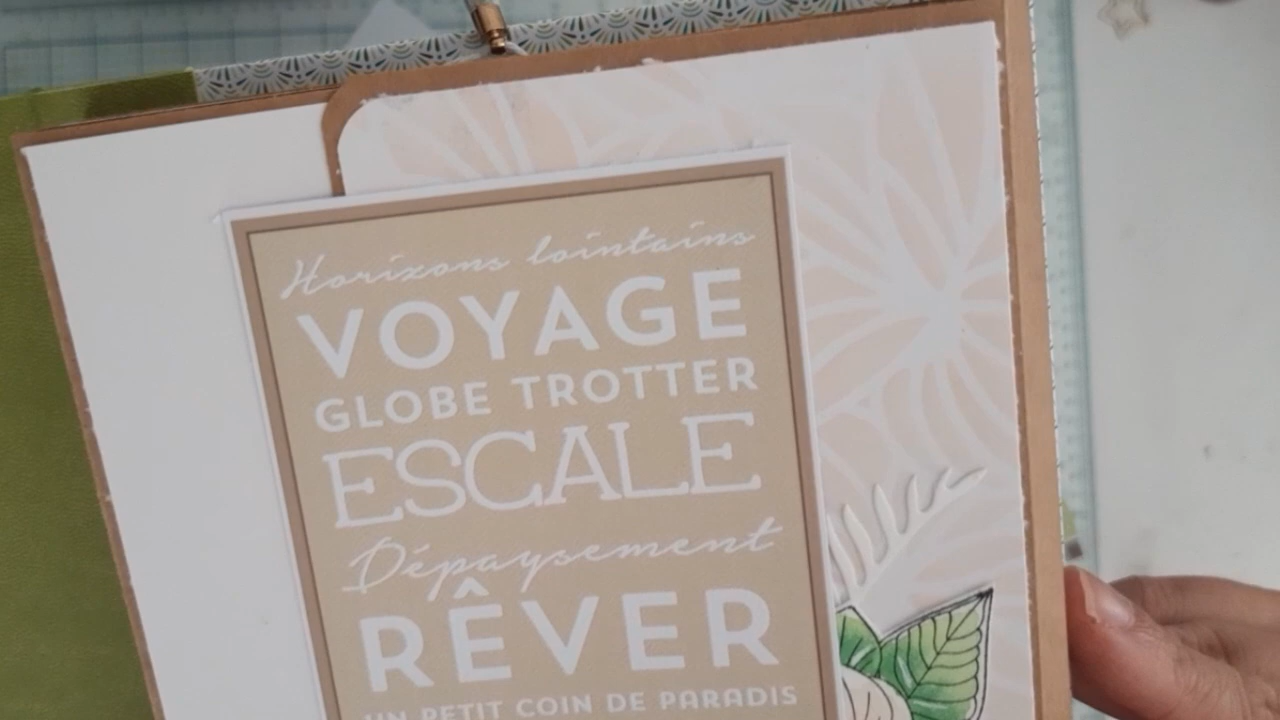 Horizons lointains
VOYAGE
GLOBE TROTTER
ESCALE
Dépaysement
RÊVER
UN PETIT COIN DE PARADIS